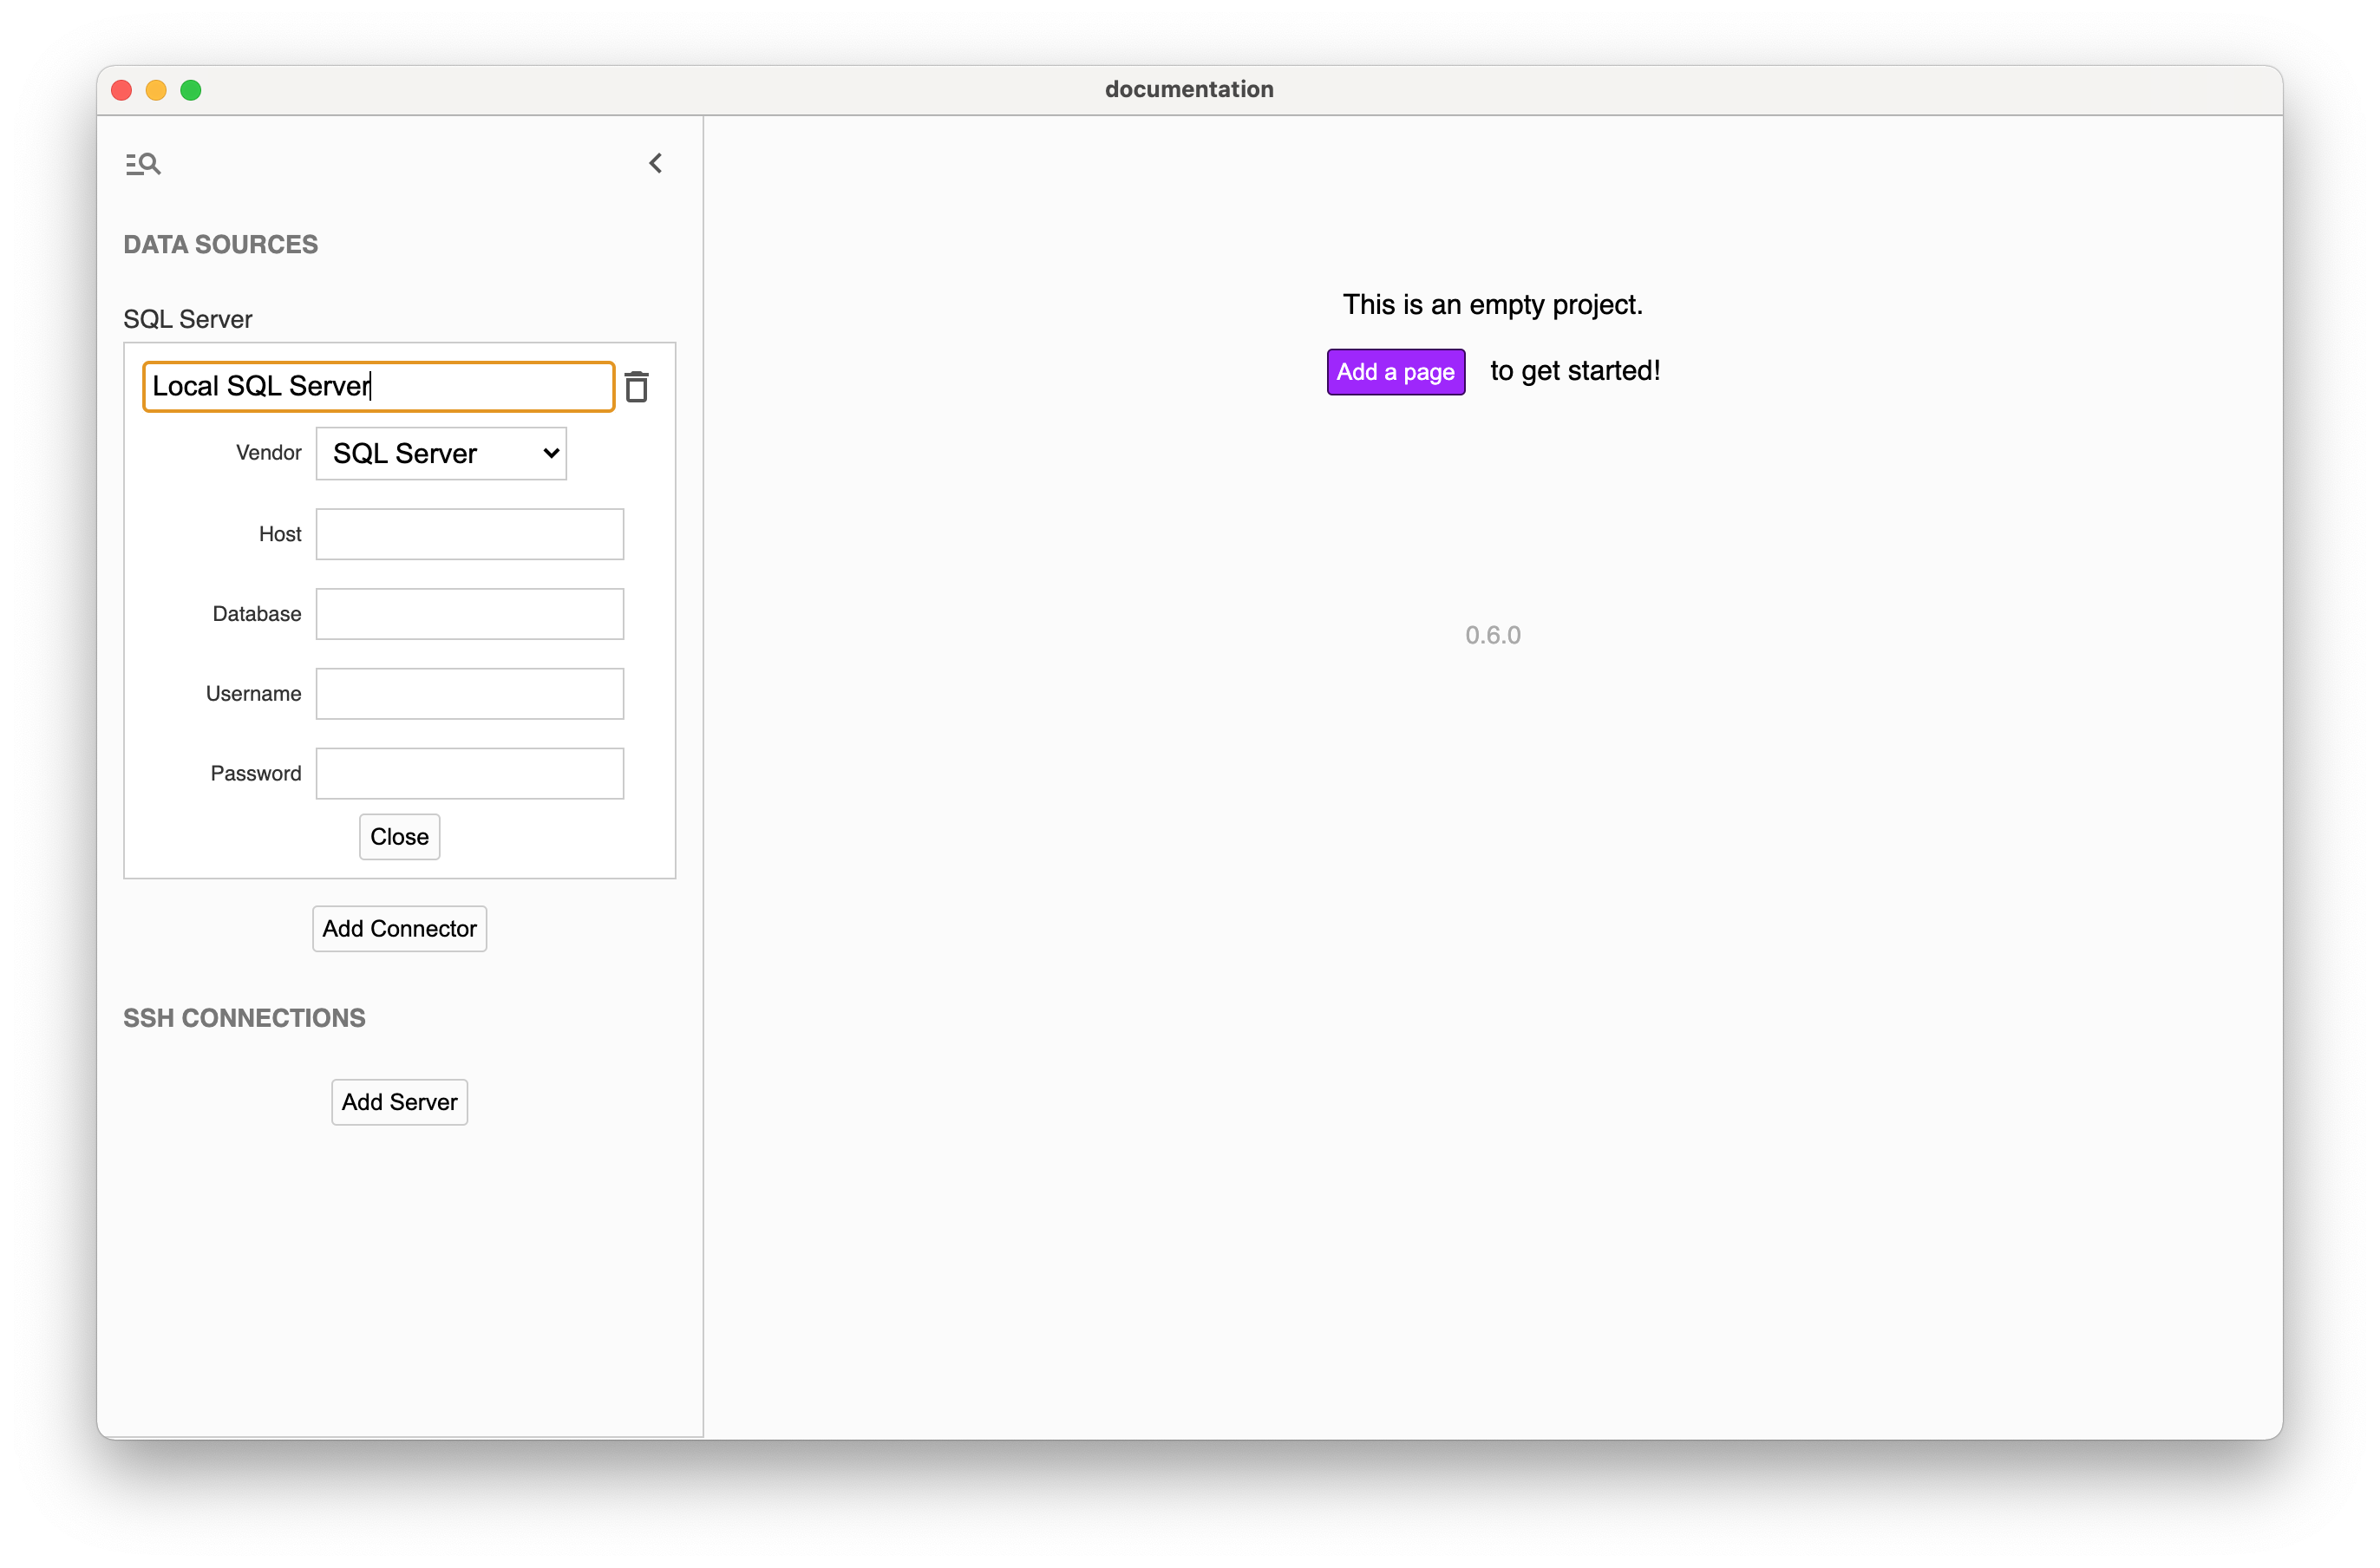 documentation
DATA SOURCES
SQL Server
Local SQL Server
Vendor SQL Server
Host
Database
Username
Password
Close
Add Connector
SSH CONNECTIONS
Add Server
This is an empty project.
Add a page to get started!
0.6.0